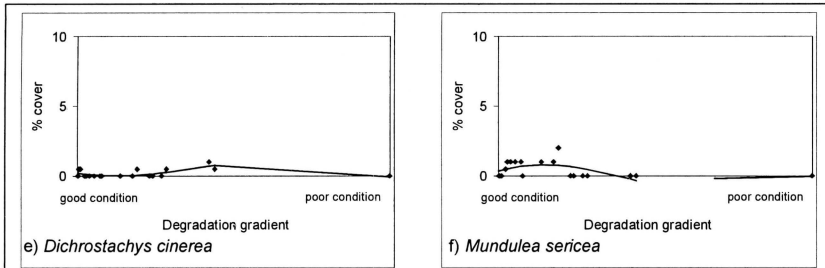 10
5
0
% cover
good condition
poor condition
Degradation gradient
e) Dichrostachys cinerea
10
5
0
% cover
good condition
poor condition
Degradation gradient
f) Mundulea sericea